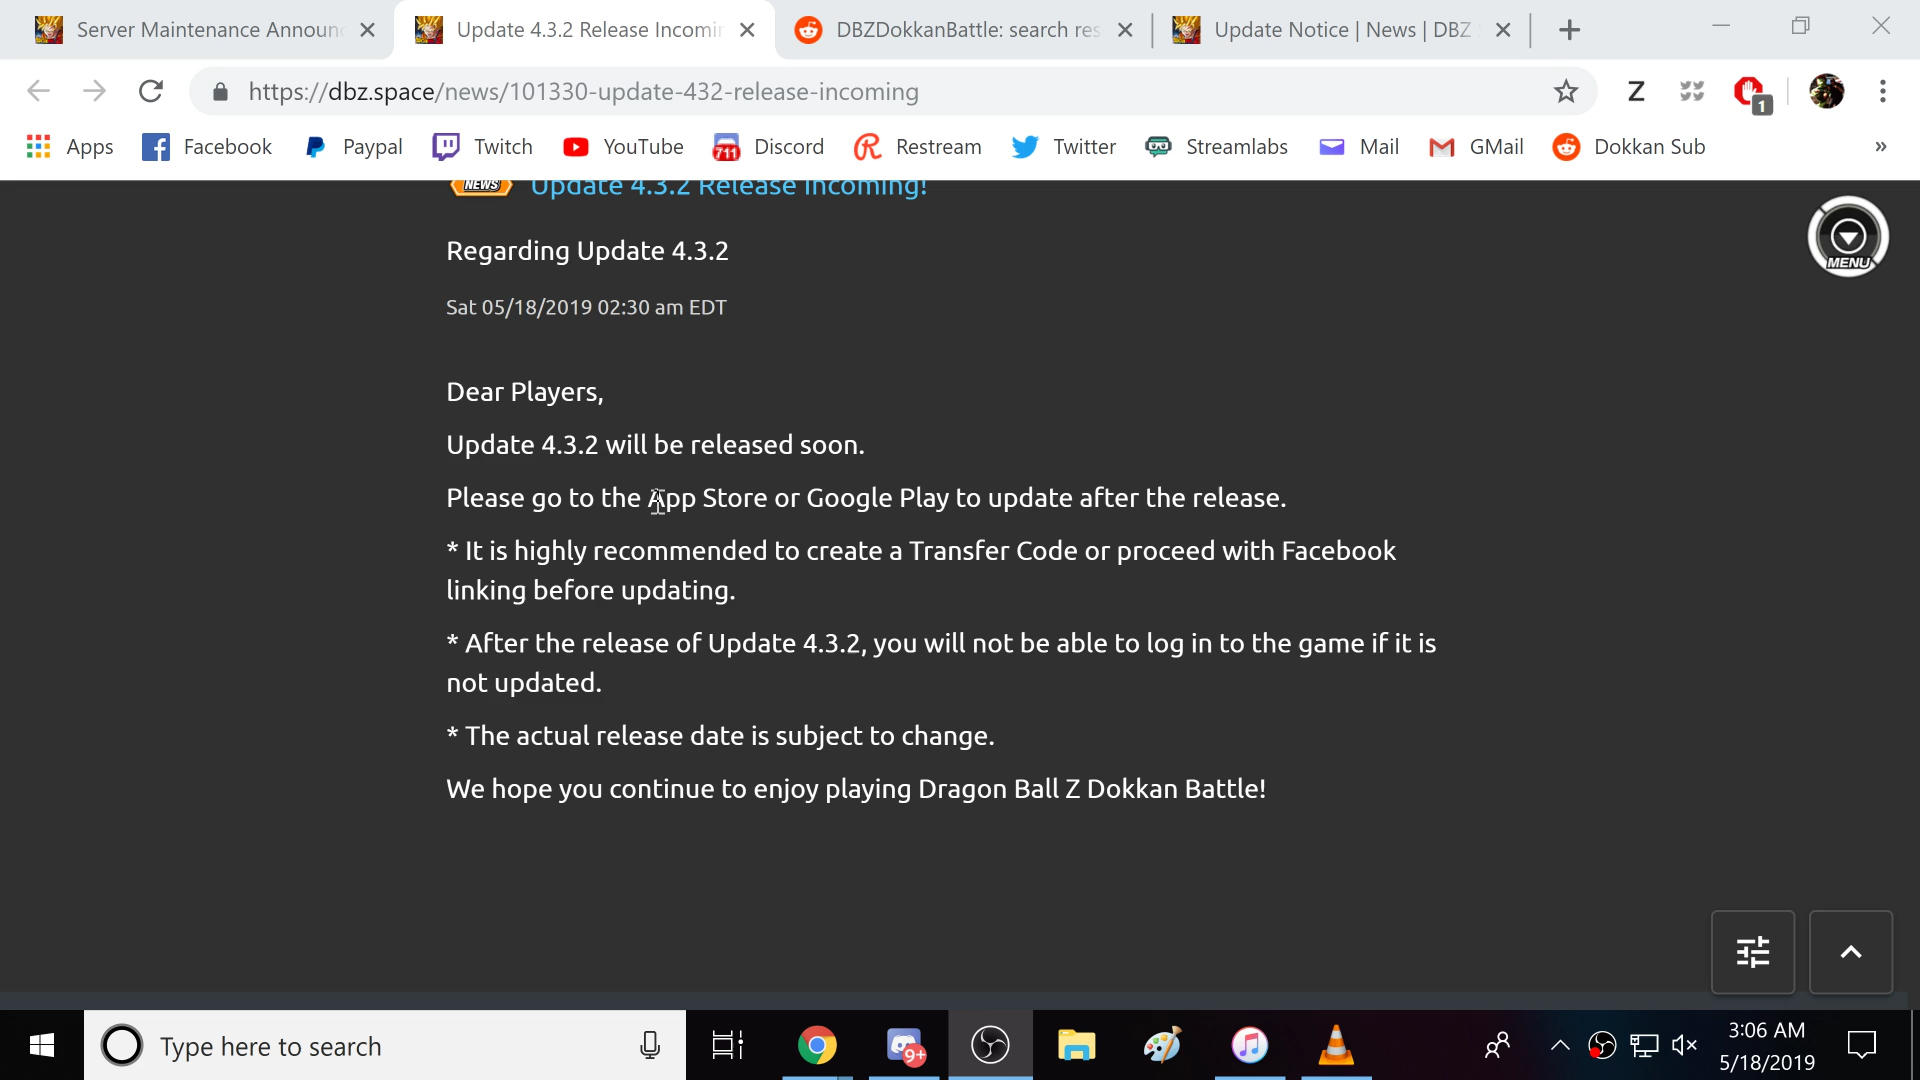 Server Maintenance Announ
Update 4.3.2 Release Incomin
DBZDokkanBattle: search res
Update Notice | News | DBZ
https://dbz.space/news/101330-update-432-release-incoming
Z
1
Apps
Facebook
Paypal
Twitch
YouTube
711
Discord
Restream
Twitter
Streamlabs
Mail
GMail
Dokkan Sub
»
NEWS
Update 4.3.2 Release Incoming!
MENU
Regarding Update 4.3.2
Sat 05/18/2019 02:30 am EDT
Dear Players,
Update 4.3.2 will be released soon.
Please go to the App Store or Google Play to update after the release.
* It is highly recommended to create a Transfer Code or proceed with Facebook
linking before updating.
* After the release of Update 4.3.2, you will not be able to log in to the game if it is
not updated.
* The actual release date is subject to change.
We hope you continue to enjoy playing Dragon Ball Z Dokkan Battle!
Type here to search
9+
3:06 AM
5/18/2019